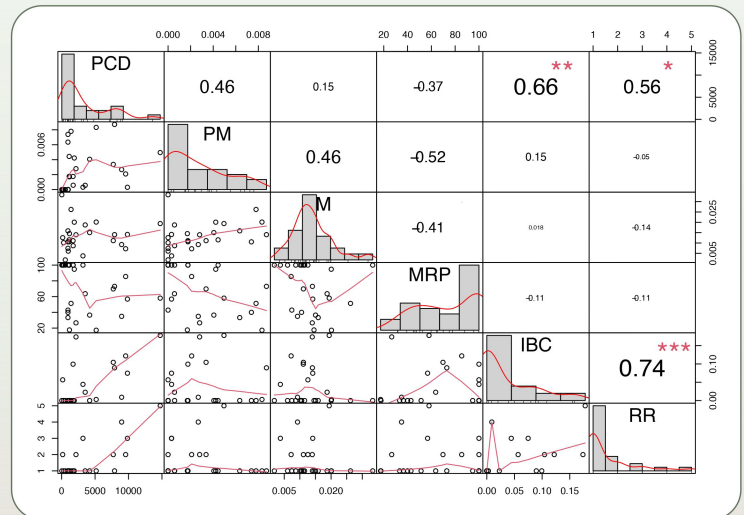 0.000 0.004 0.008 20 40 60 80 100 1 2 3 4 5
PCD 0.46 0.15 -0.37 0.66 ** 0.56 * 0 5000 15000
0.000 0.006 PM 0.46 -0.52 0.15 -0.05
M -0.41 0.018 -0.14 0.005 0.025
20 60 100 MRP -0.11 -0.11
IBC 0.74 *** 0.00 0.10
1 2 3 4 5 RR
0 5000 10000 0.005 0.020 0.00 0.05 0.10 0.15